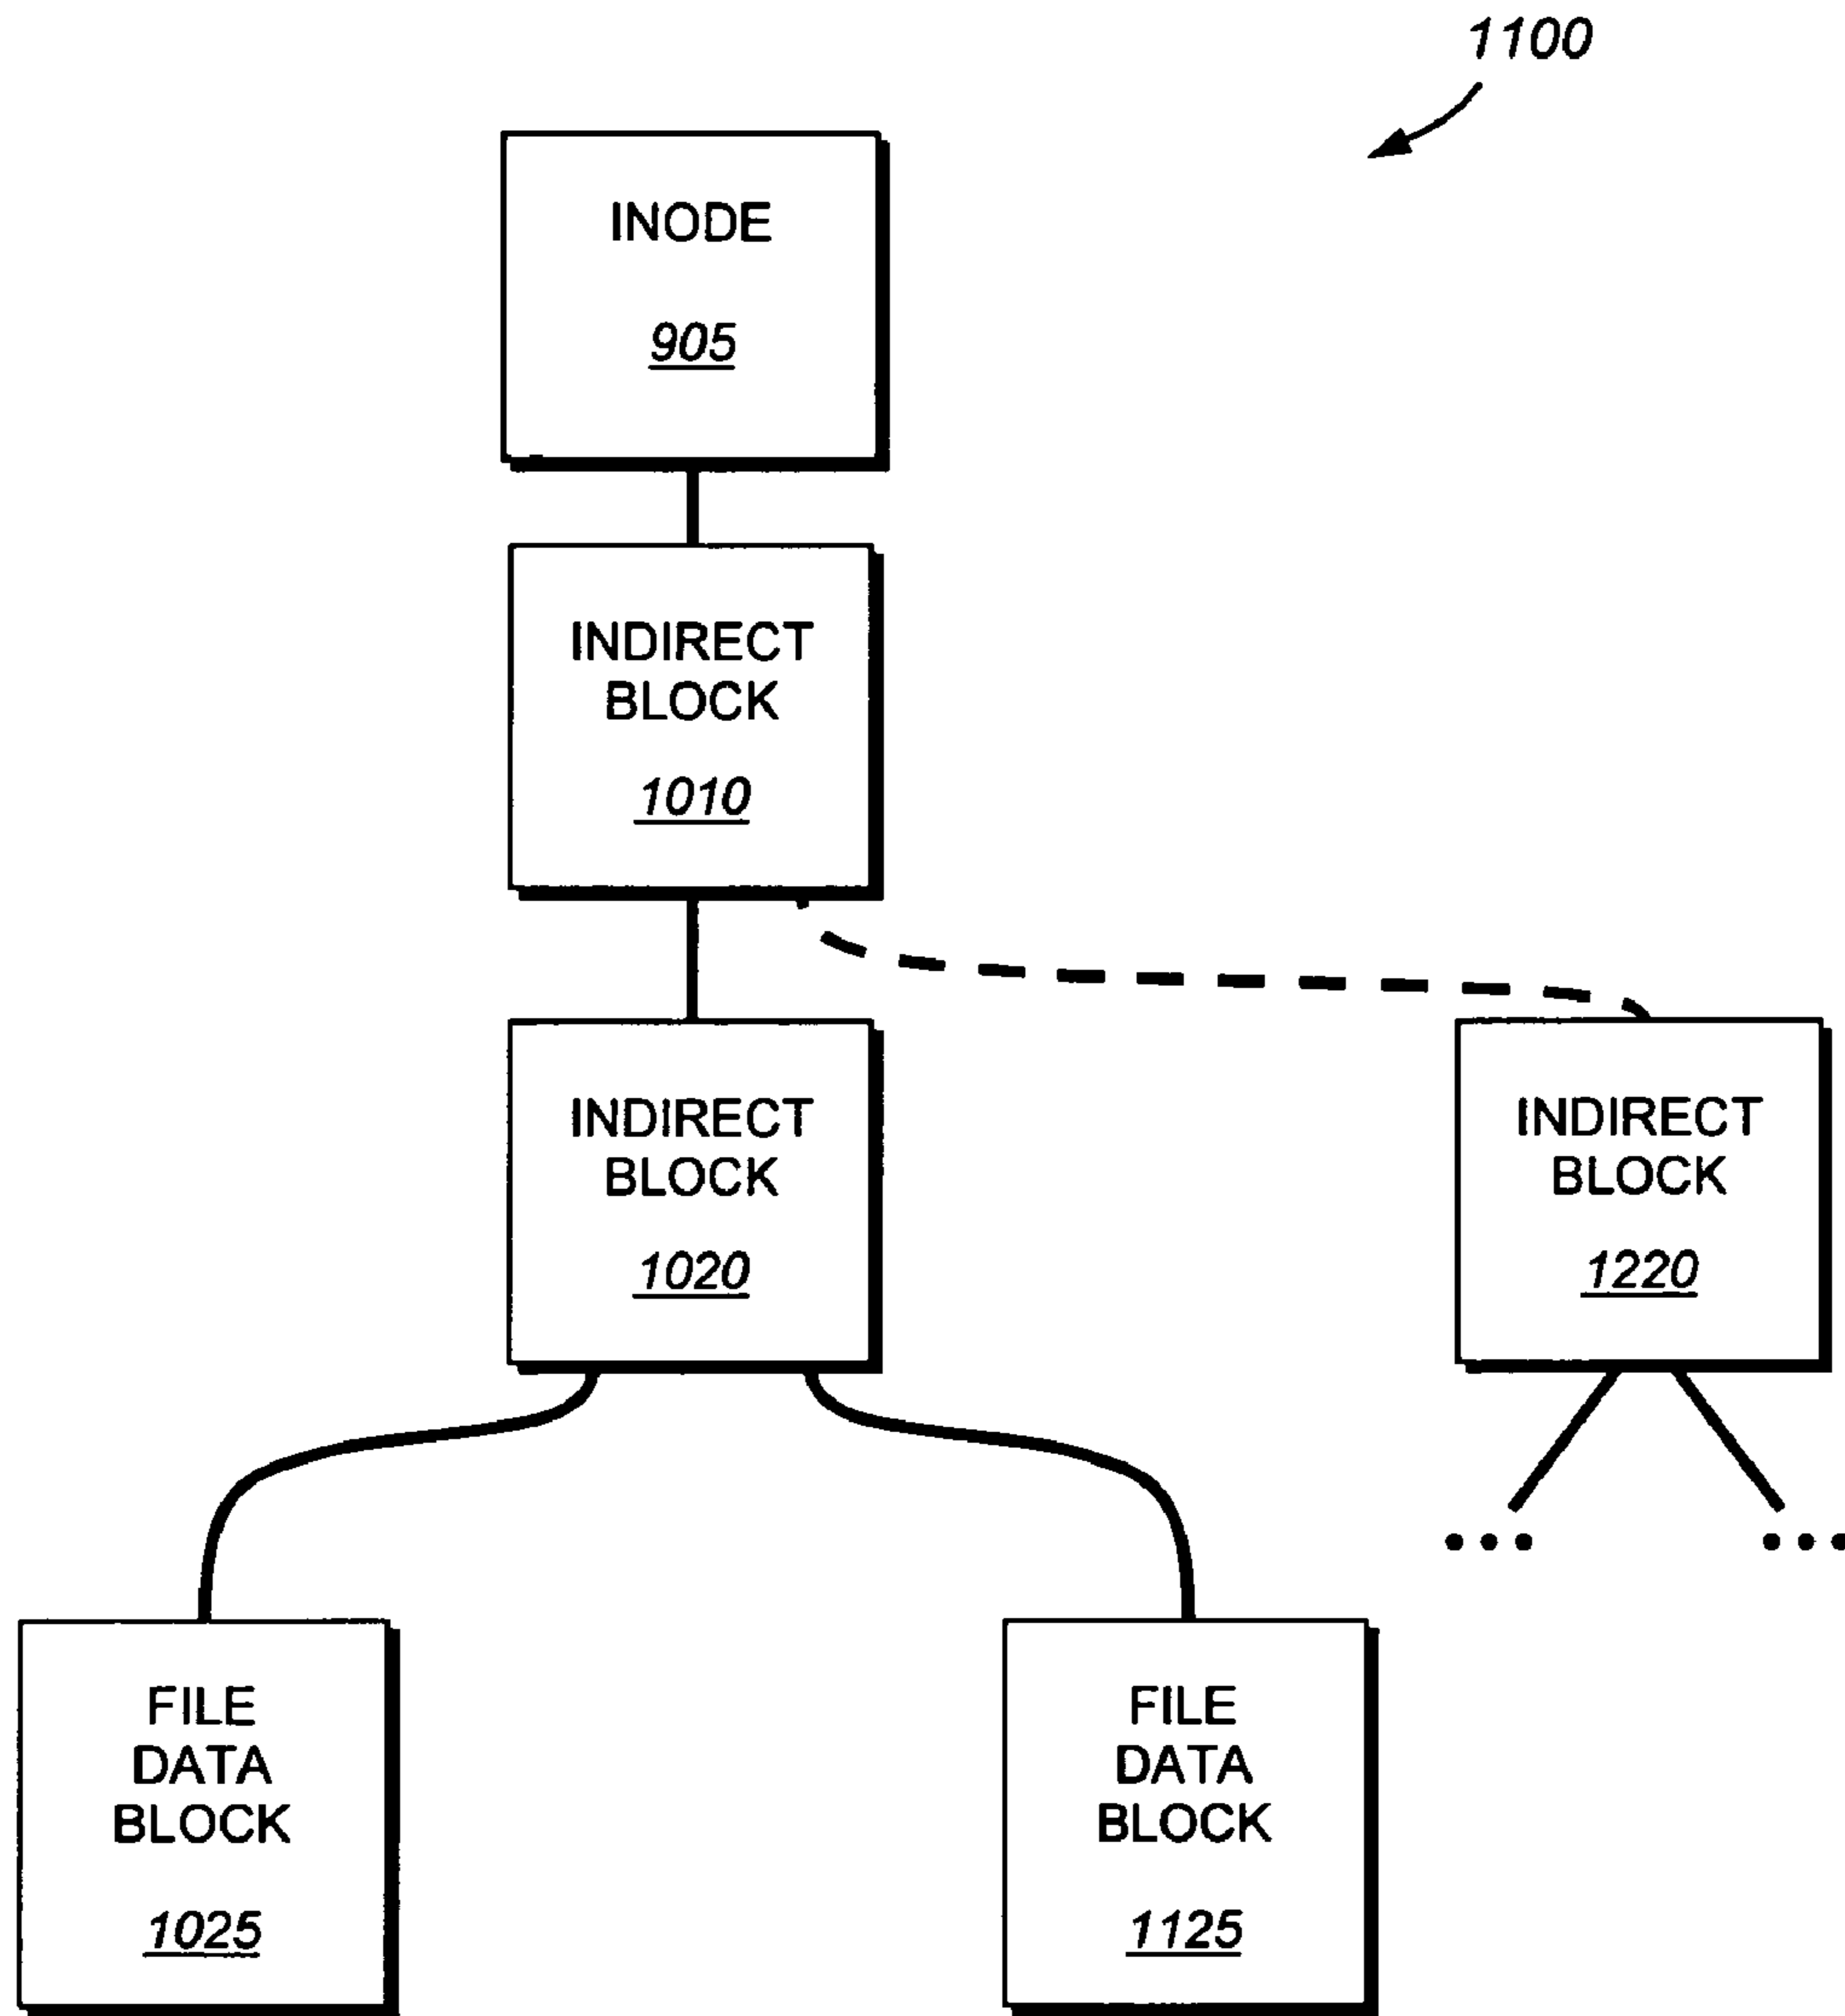 1100
INODE
905
INDIRECT
BLOCK
1010
INDIRECT
BLOCK
1020
INDIRECT
BLOCK
1220
... ...
FILE
DATA
BLOCK
1025
FILE
DATA
BLOCK
1125